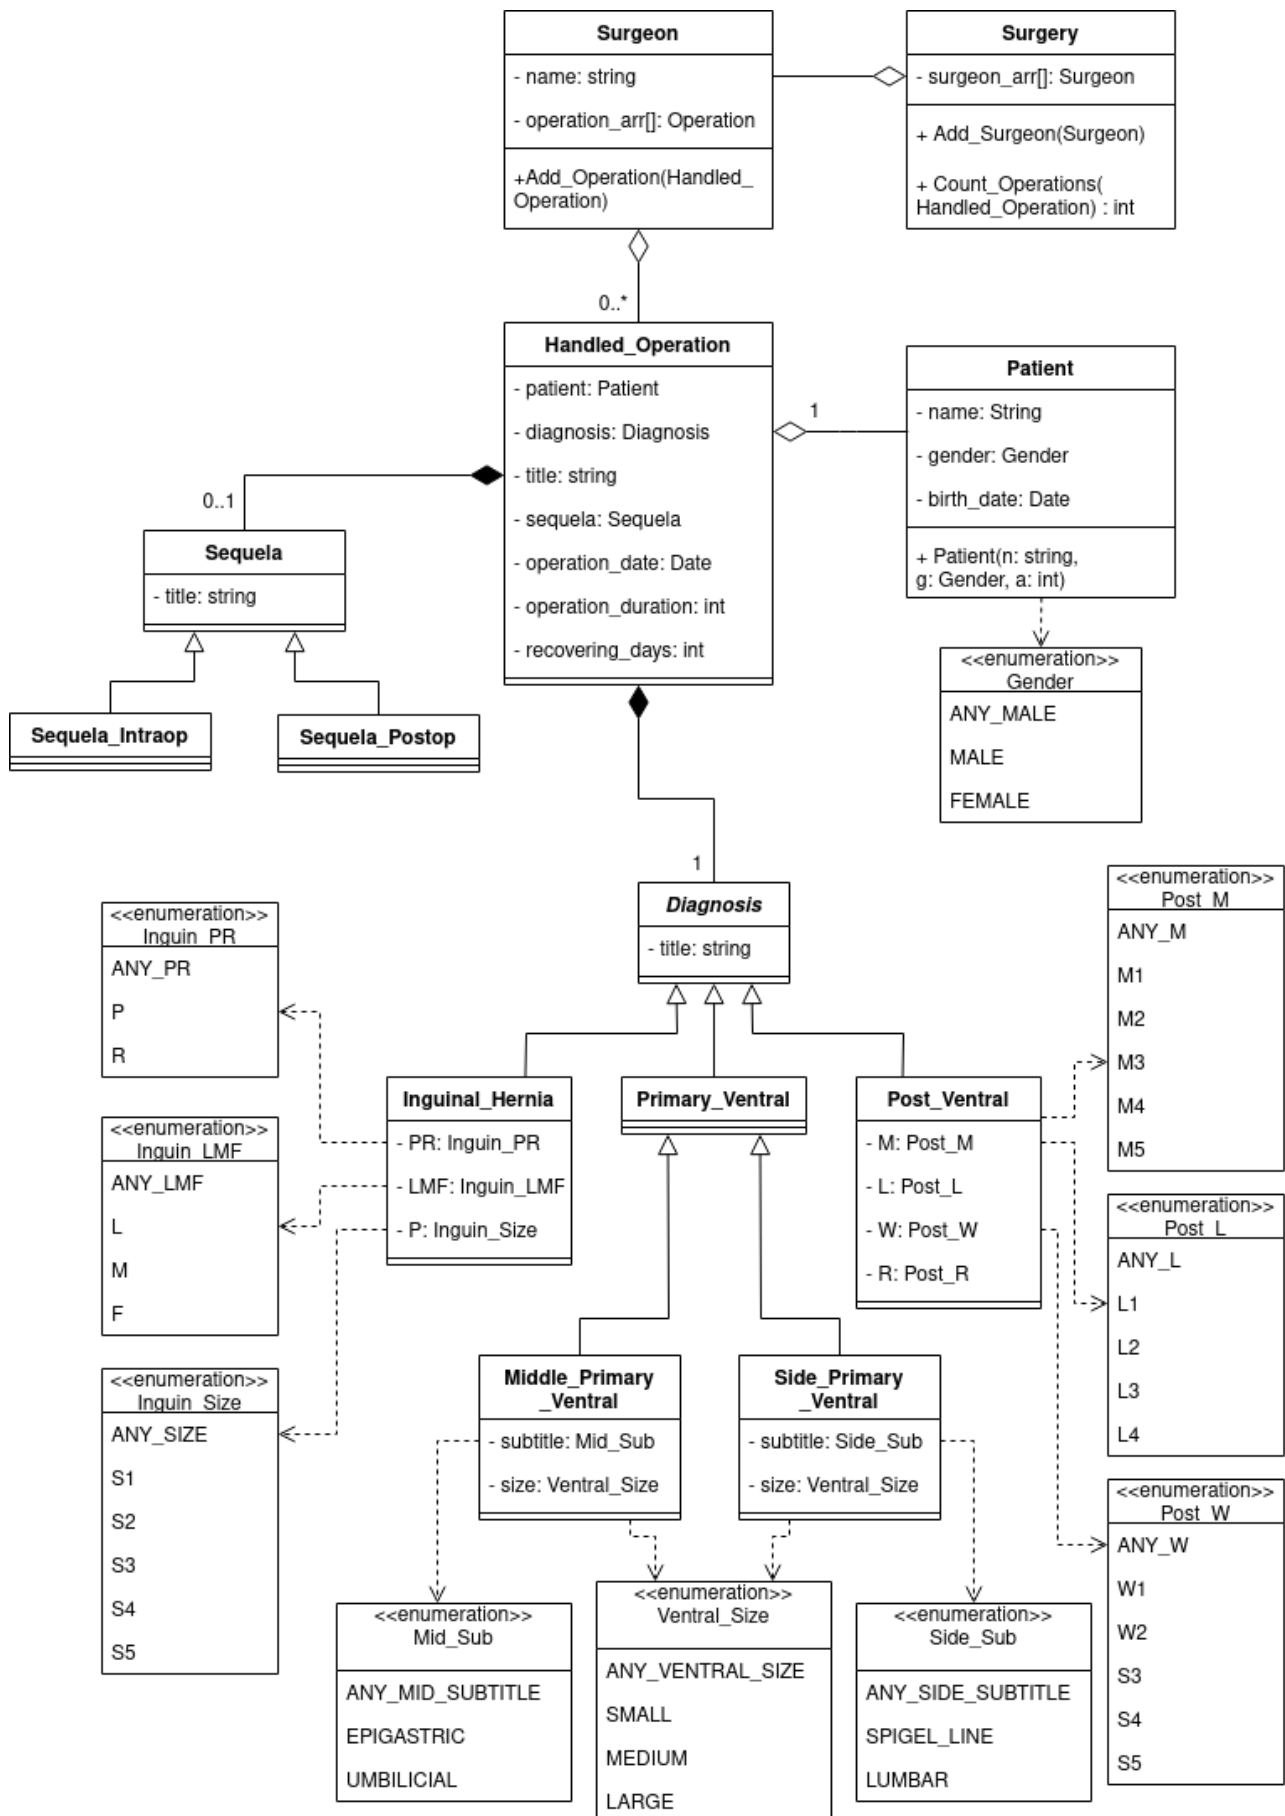 Surgeon
- name: string
- operation_arr[]: Operation
+Add_Operation(Handled_
Operation)
Surgery
- surgeon_arr[]: Surgeon
+ Add_Surgeon(Surgeon)
+ Count_Operations(
Handled_Operation) : int
0..*
Handled_Operation
- patient: Patient
- diagnosis: Diagnosis
- title: string
- sequela: Sequela
- operation_date: Date
- operation_duration: int
- recovering_days: int
1
Patient
- name: String
- gender: Gender
- birth_date: Date
+ Patient(n: string,
g: Gender, a: int)
0..1
Sequela
- title: string
Sequela_Intraop
Sequela_Postop
<<enumeration>>
Gender
ANY_MALE
MALE
FEMALE
1
Diagnosis
- title: string
<<enumeration>>
Inguin_PR
ANY_PR
P
R
<<enumeration>>
Inguin_LMF
ANY_LMF
L
M
F
<<enumeration>>
Inguin_Size
ANY_SIZE
S1
S2
S3
S4
S5
Inguinal_Hernia
- PR: Inguin_PR
- LMF: Inguin_LMF
- P: Inguin_Size
Primary_Ventral
Post_Ventral
- M: Post_M
- L: Post_L
- W: Post_W
- R: Post_R
<<enumeration>>
Post_M
ANY_M
M1
M2
M3
M4
M5
<<enumeration>>
Post_L
ANY_L
L1
L2
L3
L4
<<enumeration>>
Post_W
ANY_W
W1
W2
S3
S4
S5
Middle_Primary
_Ventral
- subtitle: Mid_Sub
- size: Ventral_Size
Side_Primary
_Ventral
- subtitle: Side_Sub
- size: Ventral_Size
<<enumeration>>
Mid_Sub
ANY_MID_SUBTITLE
EPIGASTRIC
UMBILICIAL
<<enumeration>>
Ventral_Size
ANY_VENTRAL_SIZE
SMALL
MEDIUM
LARGE
<<enumeration>>
Side_Sub
ANY_SIDE_SUBTITLE
SPIGEL_LINE
LUMBAR